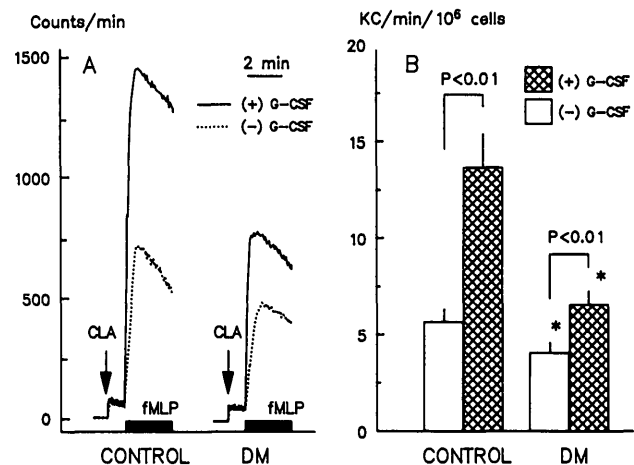 Counts/min
A
1500
1000
500
0
2 min
(+) G-CSF
(-) G-CSF
CLA
CLA
fMLP
fMLP
CONTROL
DM
KC/min/10⁶ cells
B
20
15
10
5
0
P<0.01
(+) G-CSF
(-) G-CSF
P<0.01
*
*
CONTROL
DM